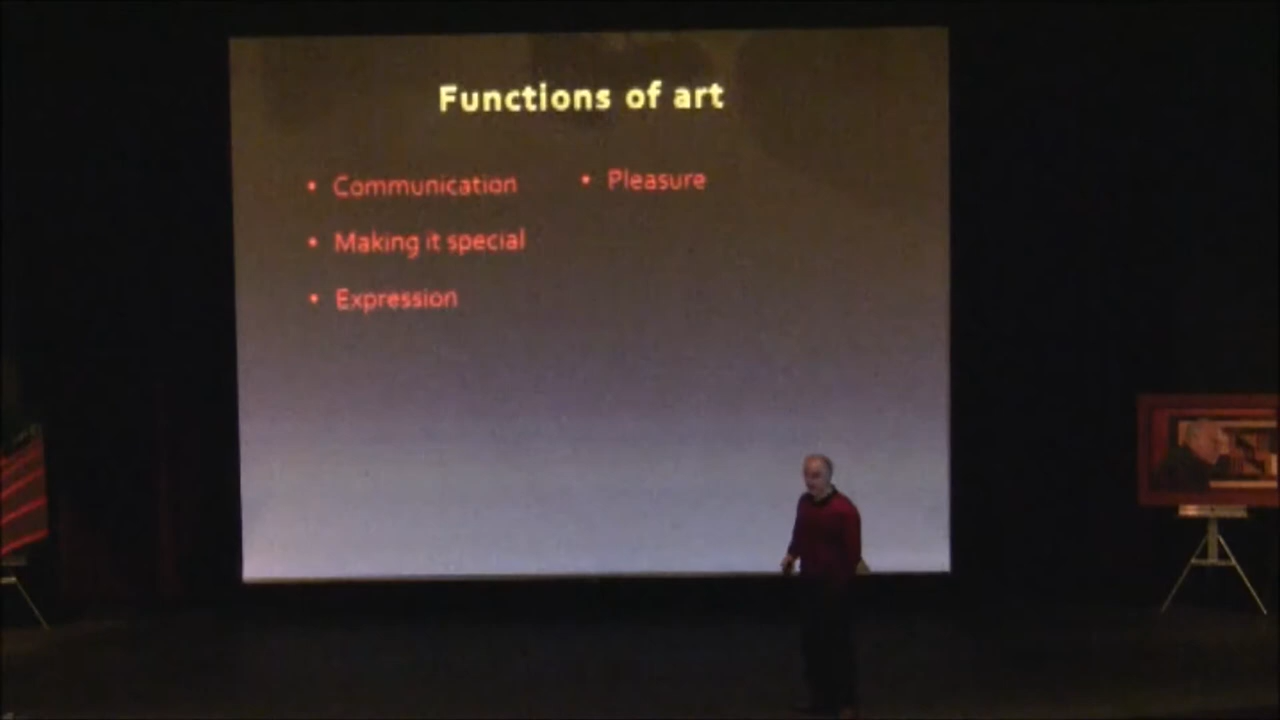 Functions of art
• Communication
• Making it special
• Expression
• Pleasure